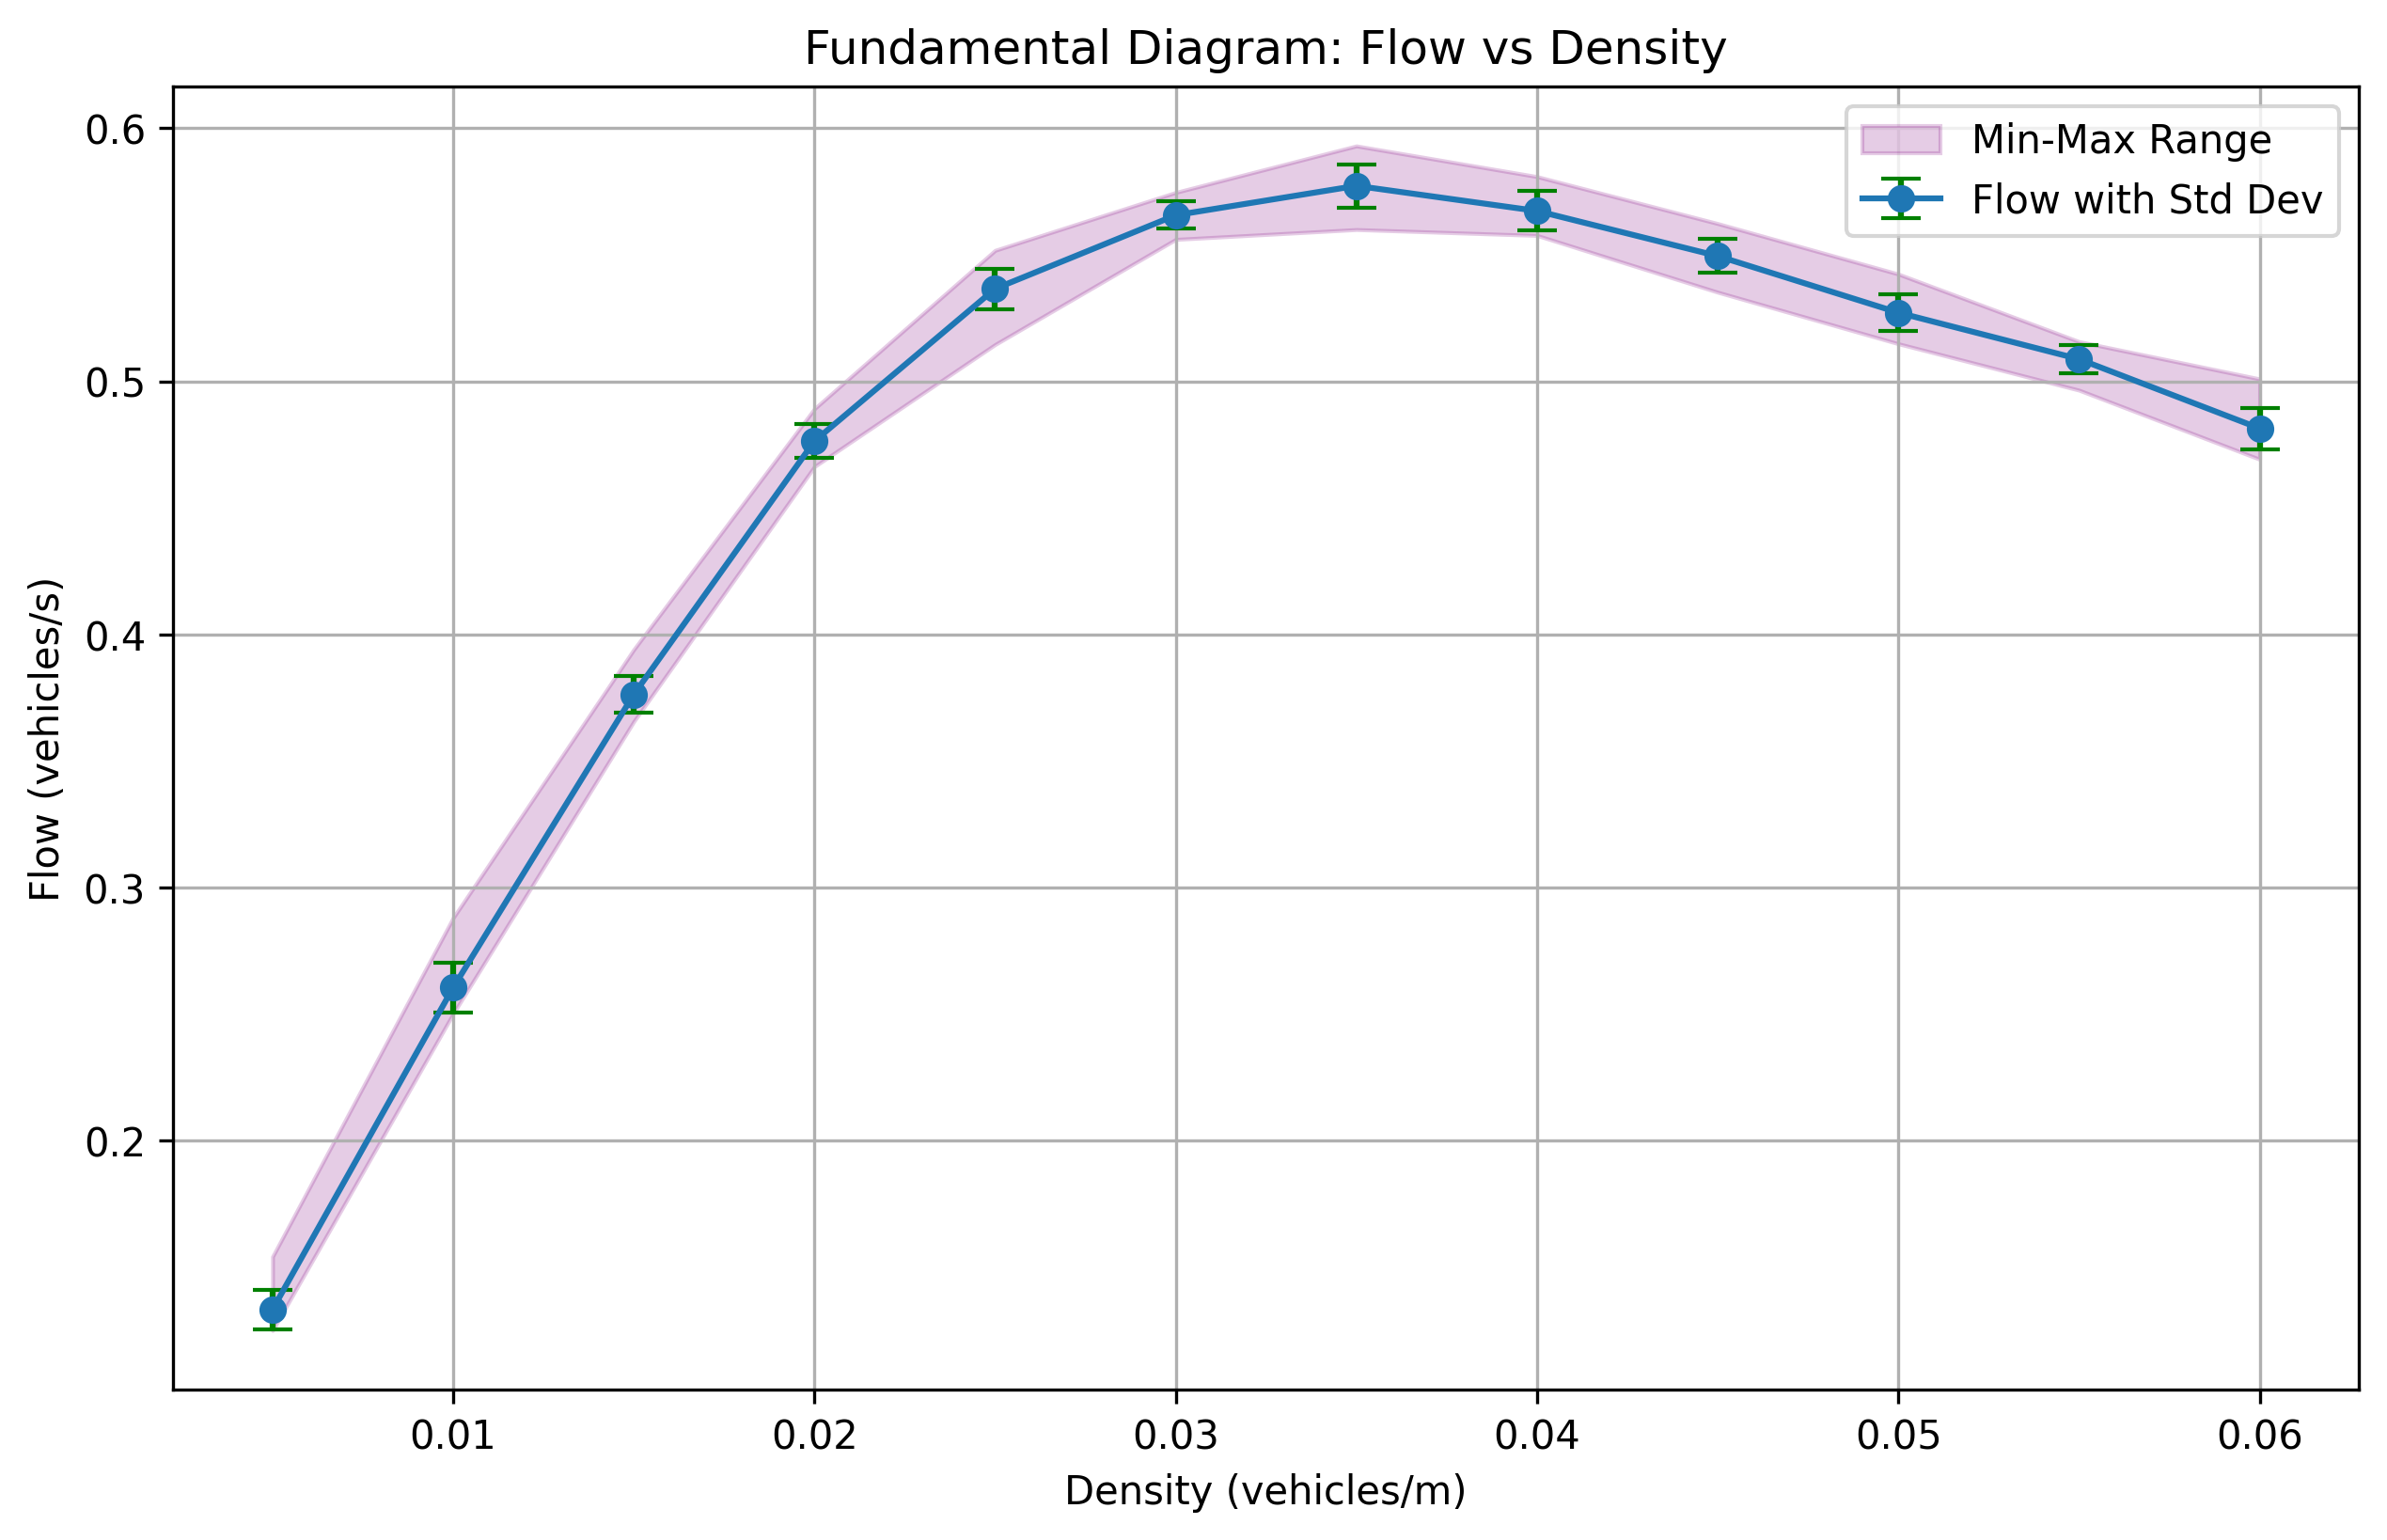 Fundamental Diagram: Flow vs Density
Min-Max Range
Flow with Std Dev
Flow (vehicles/s)
0.6
0.5
0.4
0.3
0.2
0.01 0.02 0.03 0.04 0.05 0.06
Density (vehicles/m)